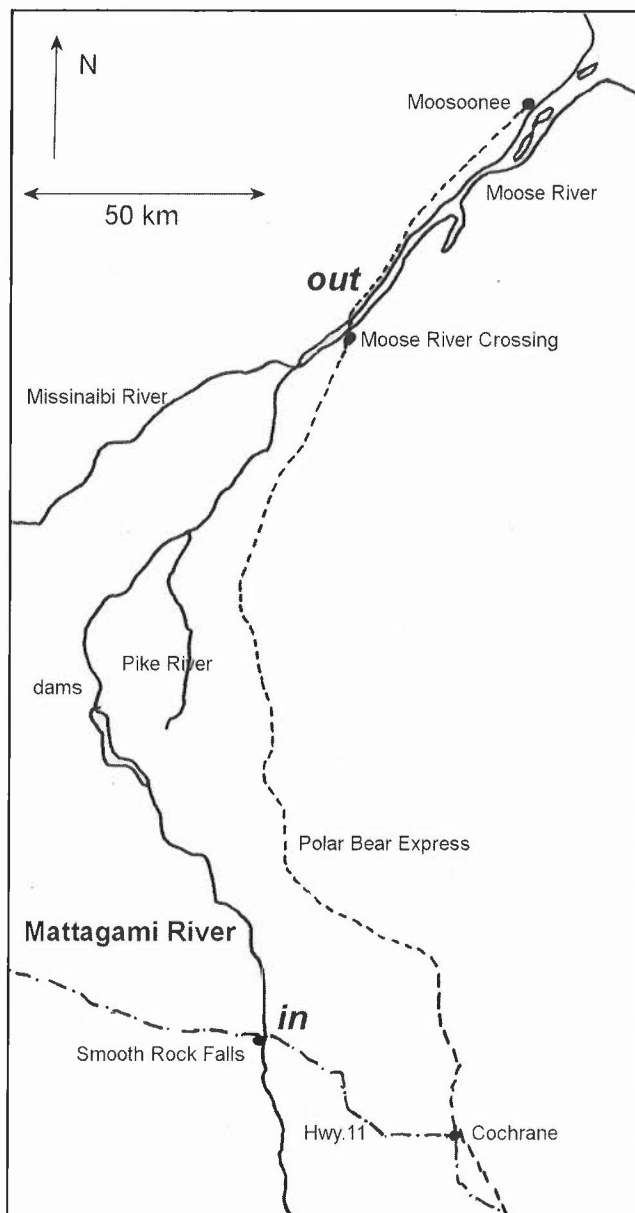 N
Moosoonee
50 km
Moose River
out
Moose River Crossing
Missinaibi River
Pike River
dams
Polar Bear Express
Mattagami River
in
Smooth Rock Falls
Hwy.11
Cochrane